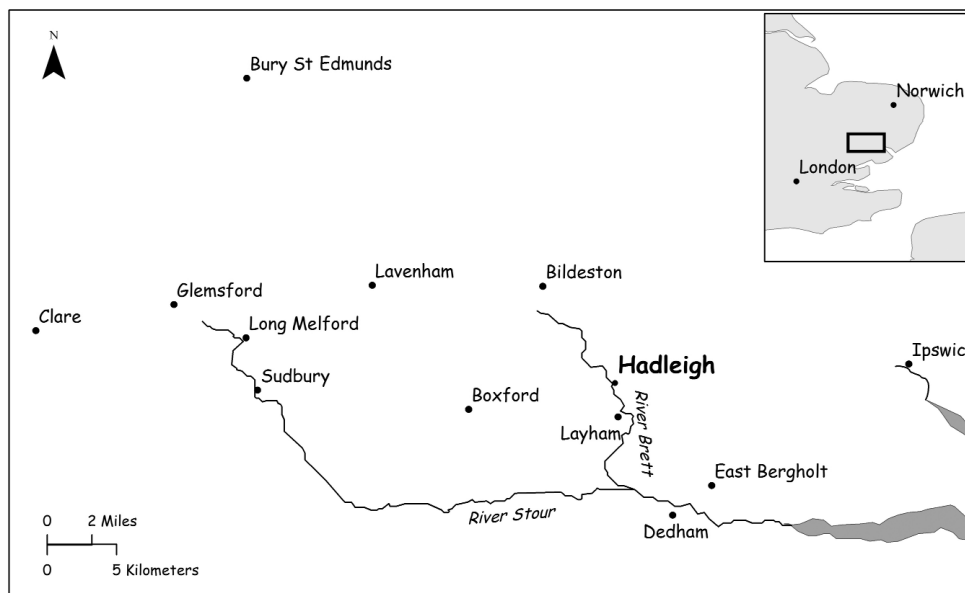 N
Bury St Edmunds
Norwich
London
Lavenham
Bildeston
Glemsford
Clare
Long Melford
Ipswic
Hadleigh
Sudbury
Boxford
River Brett
Layham
East Bergholt
River Stour
Dedham
0 2 Miles
0 5 Kilometers